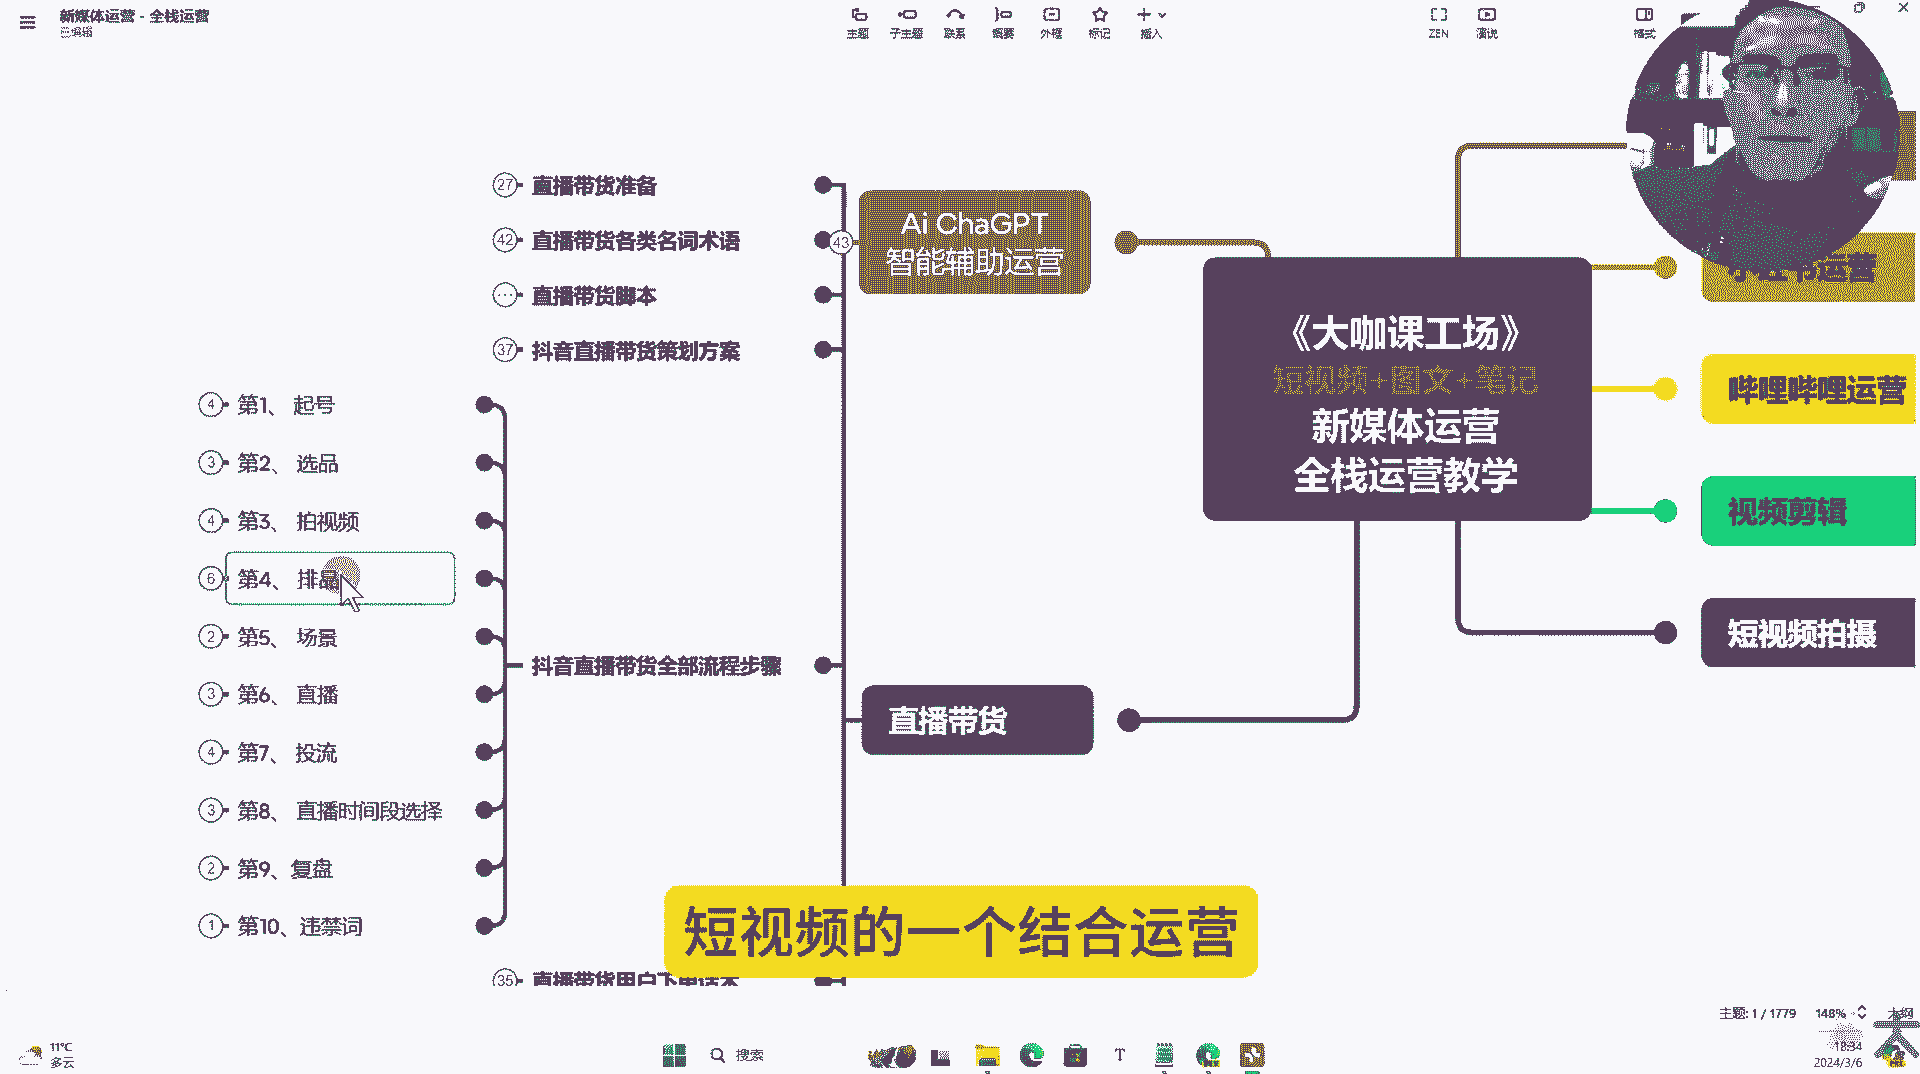 新媒体运营 - 全栈运营
已编辑
主题
子主题
联系
概要
外框
标记
插入
ZEN
演说
格式
27 直播带货准备
42 直播带货各类名词术语
直播带货脚本
37 抖音直播带货策划方案
43
Ai ChaGPT
智能辅助运营
《大咖课工场》
短视频+图文+笔记
新媒体运营
全栈运营教学
哔哩哔哩运营
视频剪辑
短视频拍摄
4 第1、 起号
3 第2、 选品
4 第3、 拍视频
6 第4、 排品
2 第5、 场景
3 第6、 直播
4 第7、 投流
3 第8、 直播时间段选择
2 第9、复盘
1 第10、违禁词
抖音直播带货全部流程步骤
直播带货
短视频的一个结合运营
35 直播带货用户下单话术
主题: 1 / 1779
148%
大纲
11°C
多云
搜索
18:34
2024/3/6